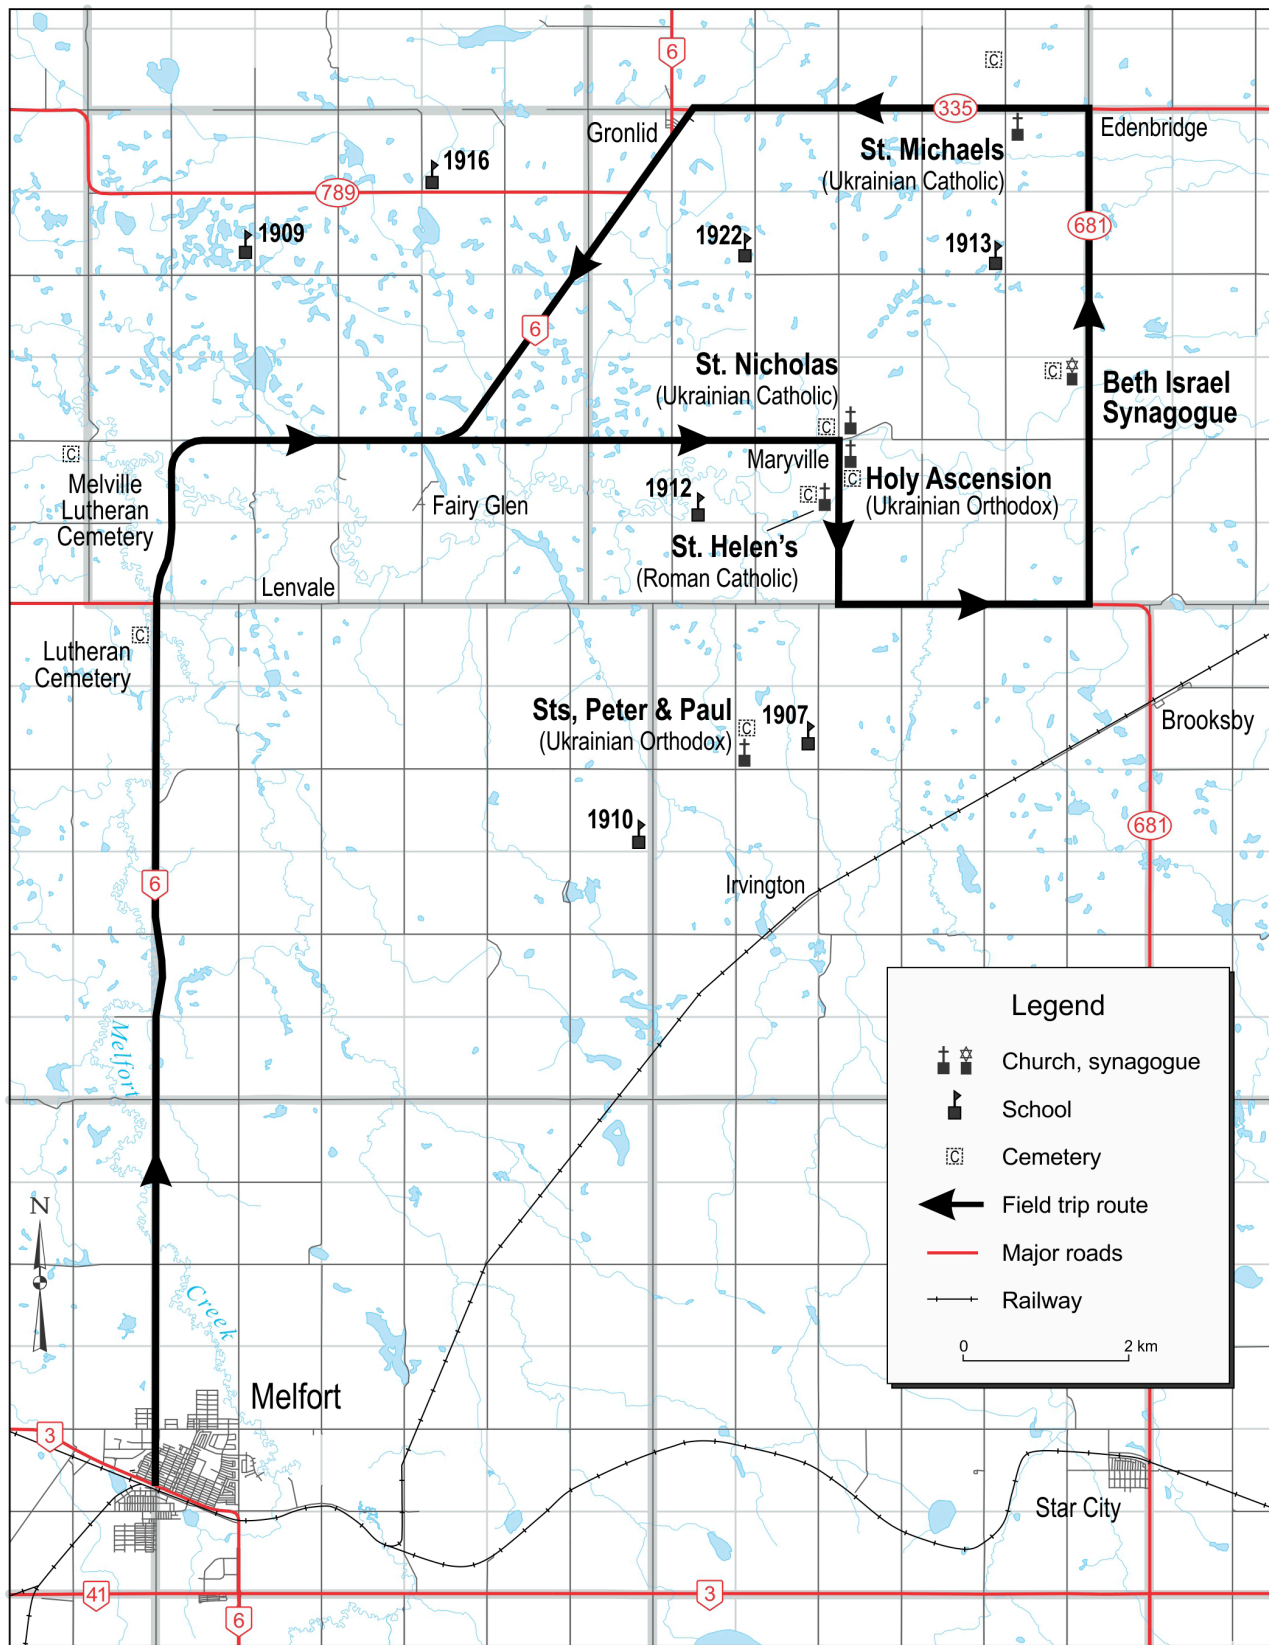 6
C
335
Gronlid
Edenbridge
St. Michaels
(Ukrainian Catholic)
1916
789
1909
1922
1913
681
6
St. Nicholas
(Ukrainian Catholic)
C
Beth Israel
Synagogue
C
C
Maryville
Melville
Lutheran
Cemetery
C
Holy Ascension
(Ukrainian Orthodox)
1912
C
Fairy Glen
St. Helen's
(Roman Catholic)
Lenvale
C
Lutheran
Cemetery
Sts, Peter & Paul
(Ukrainian Orthodox)
C
1907
Brooksby
1910
681
6
Irvington
Melfort
Creek
Legend
Church, synagogue
School
C
Cemetery
Field trip route
Major roads
Railway
0
2 km
N
Melfort
3
Star City
41
6
3